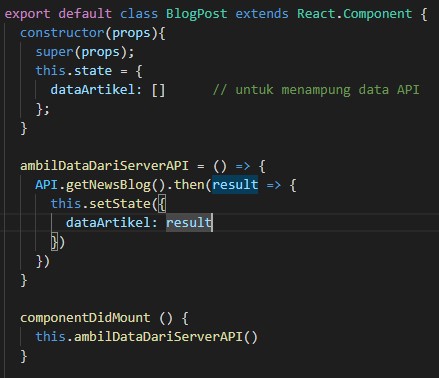 export default class BlogPost extends React.Component {
  constructor(props){
    super(props);
    this.state = {
      dataArtikel: []      // untuk menampung data API
    };
  }

  ambilDataDariServerAPI = () => {
    API.getNewsBlog().then(result => {
      this.setState({
        dataArtikel: result
      })
    })
  }

  componentDidMount () {
    this.ambilDataDariServerAPI()
  }